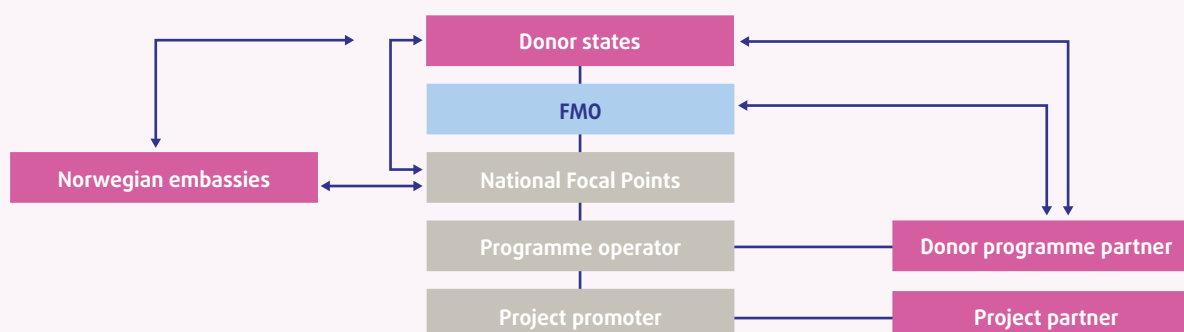 Donor states
FMO
Norwegian embassies
National Focal Points
Programme operator
Donor programme partner
Project promoter
Project partner